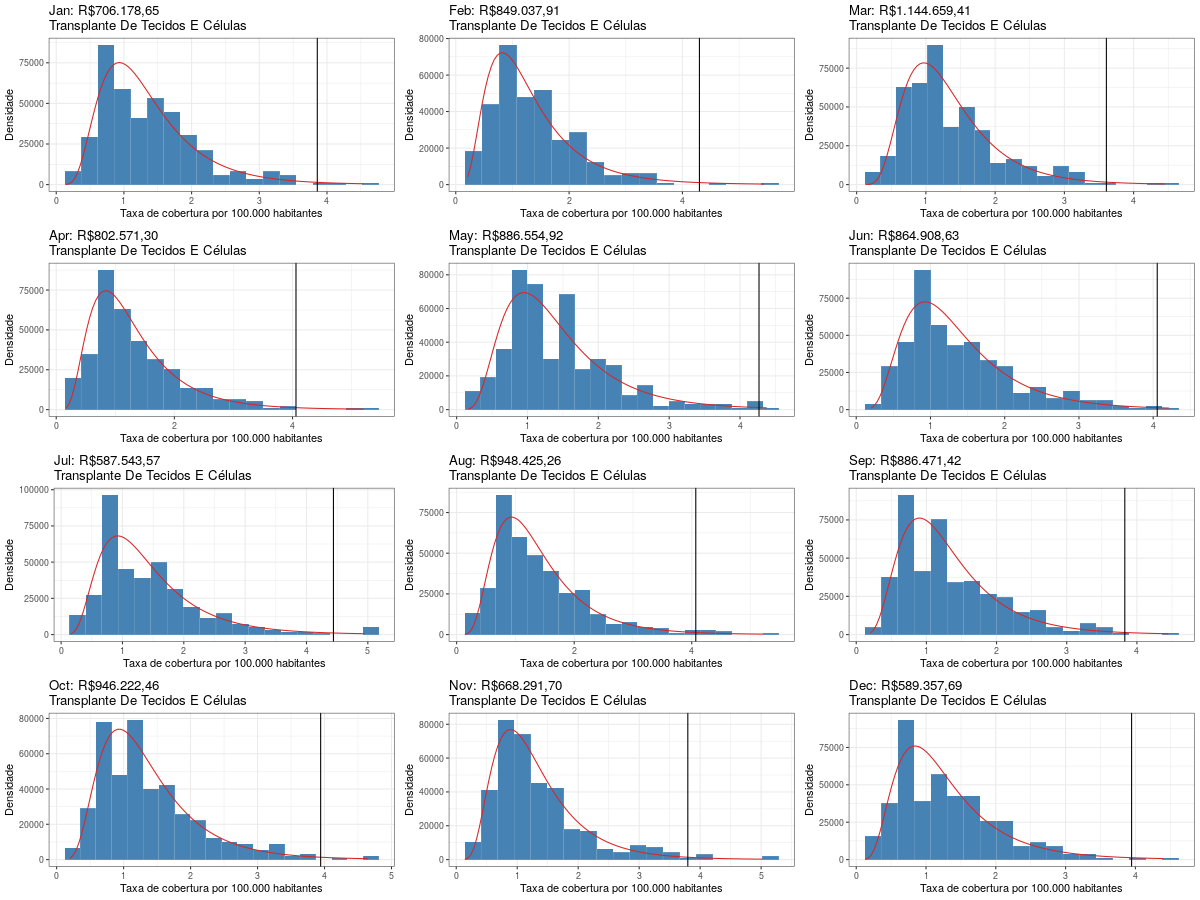 Jan: R$706.178,65
Transplante De Tecidos E Células
Densidade
75000
50000
25000
0
0 1 2 3 4
Taxa de cobertura por 100.000 habitantes
Feb: R$849.037,91
Transplante De Tecidos E Células
Densidade
80000
60000
40000
20000
0
0 2 4
Taxa de cobertura por 100.000 habitantes
Mar: R$1.144.659,41
Transplante De Tecidos E Células
Densidade
75000
50000
25000
0
0 1 2 3 4
Taxa de cobertura por 100.000 habitantes
Apr: R$802.571,30
Transplante De Tecidos E Células
Densidade
75000
50000
25000
0
0 2 4
Taxa de cobertura por 100.000 habitantes
May: R$886.554,92
Transplante De Tecidos E Células
Densidade
80000
60000
40000
20000
0
0 1 2 3 4
Taxa de cobertura por 100.000 habitantes
Jun: R$864.908,63
Transplante De Tecidos E Células
Densidade
75000
50000
25000
0
0 1 2 3 4
Taxa de cobertura por 100.000 habitantes
Jul: R$587.543,57
Transplante De Tecidos E Células
Densidade
100000
75000
50000
25000
0
0 1 2 3 4 5
Taxa de cobertura por 100.000 habitantes
Aug: R$948.425,26
Transplante De Tecidos E Células
Densidade
75000
50000
25000
0
0 2 4
Taxa de cobertura por 100.000 habitantes
Sep: R$886.471,42
Transplante De Tecidos E Células
Densidade
75000
50000
25000
0
0 1 2 3 4
Taxa de cobertura por 100.000 habitantes
Oct: R$946.222,46
Transplante De Tecidos E Células
Densidade
80000
60000
40000
20000
0
0 1 2 3 4 5
Taxa de cobertura por 100.000 habitantes
Nov: R$668.291,70
Transplante De Tecidos E Células
Densidade
80000
60000
40000
20000
0
0 1 2 3 4 5
Taxa de cobertura por 100.000 habitantes
Dec: R$589.357,69
Transplante De Tecidos E Células
Densidade
75000
50000
25000
0
0 1 2 3 4
Taxa de cobertura por 100.000 habitantes